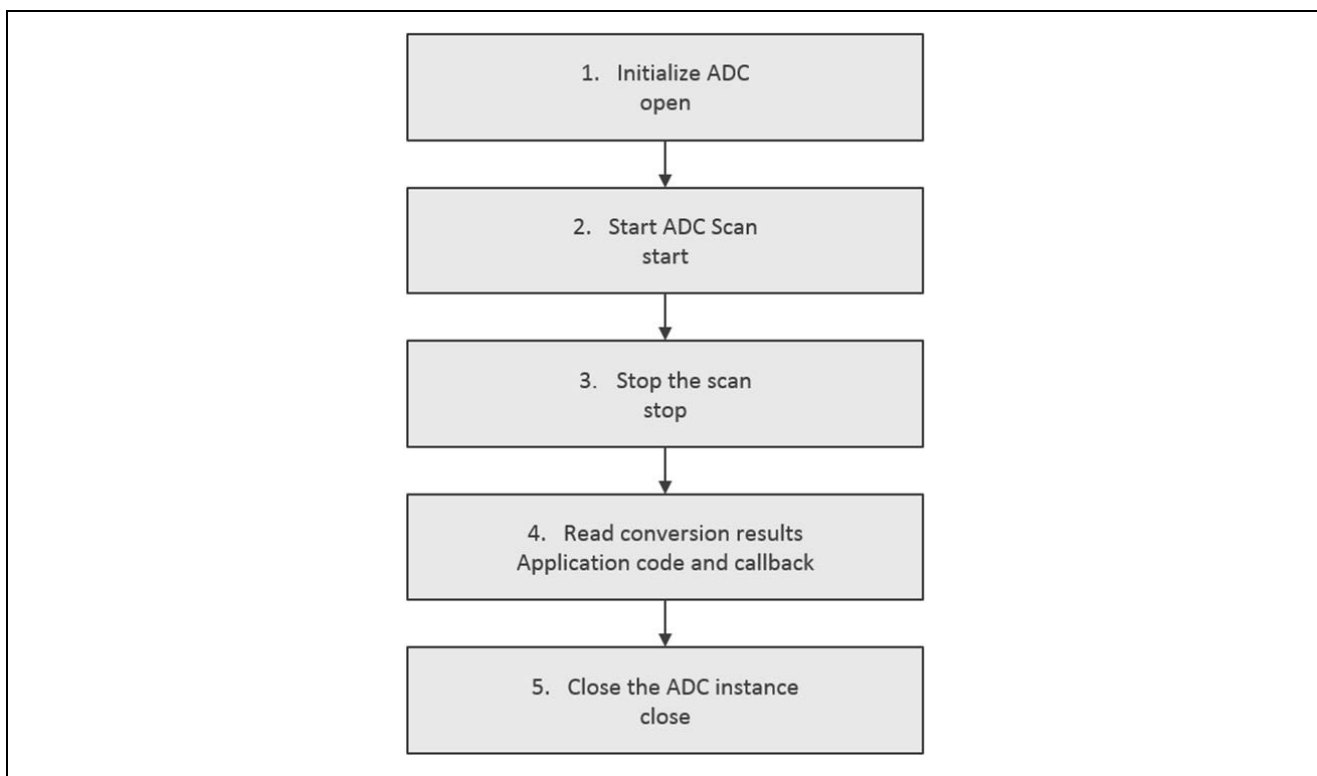 1. Initialize ADC
open
2. Start ADC Scan
start
3. Stop the scan
stop
4. Read conversion results
Application code and callback
5. Close the ADC instance
close